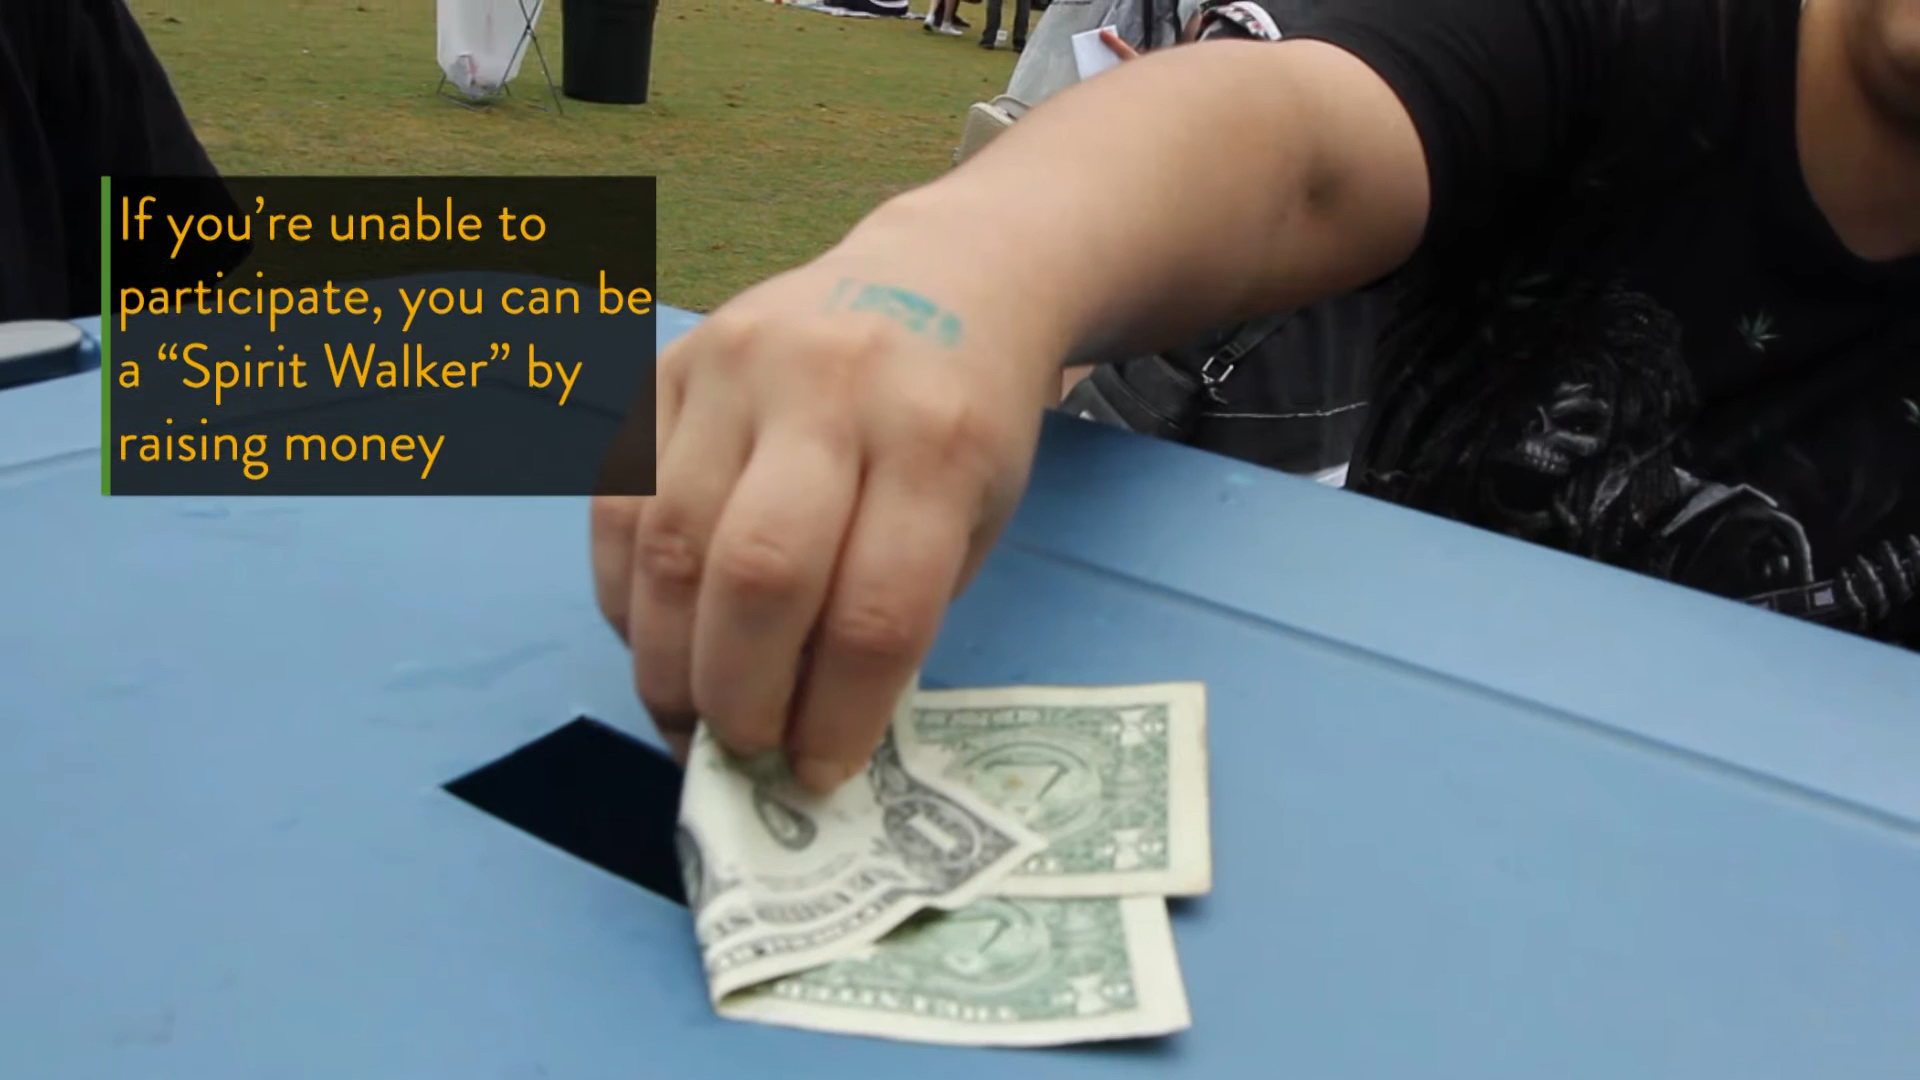 If you’re unable to
participate, you can be
a “Spirit Walker” by
raising money